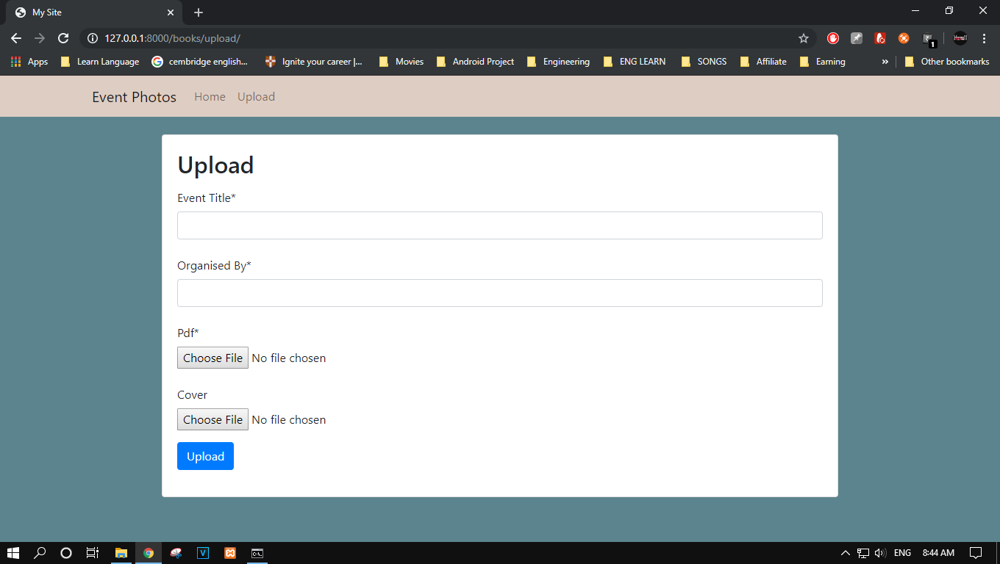 My Site
127.0.0.1:8000/books/upload/
1
Apps Learn Language cembridge english... Ignite your career |... Movies Android Project Engineering ENG LEARN SONGS Affiliate Earning » Other bookmarks
Event Photos Home Upload
Upload
Event Title*
Organised By*
Pdf*
Choose File No file chosen
Cover
Choose File No file chosen
Upload
ENG 8:44 AM